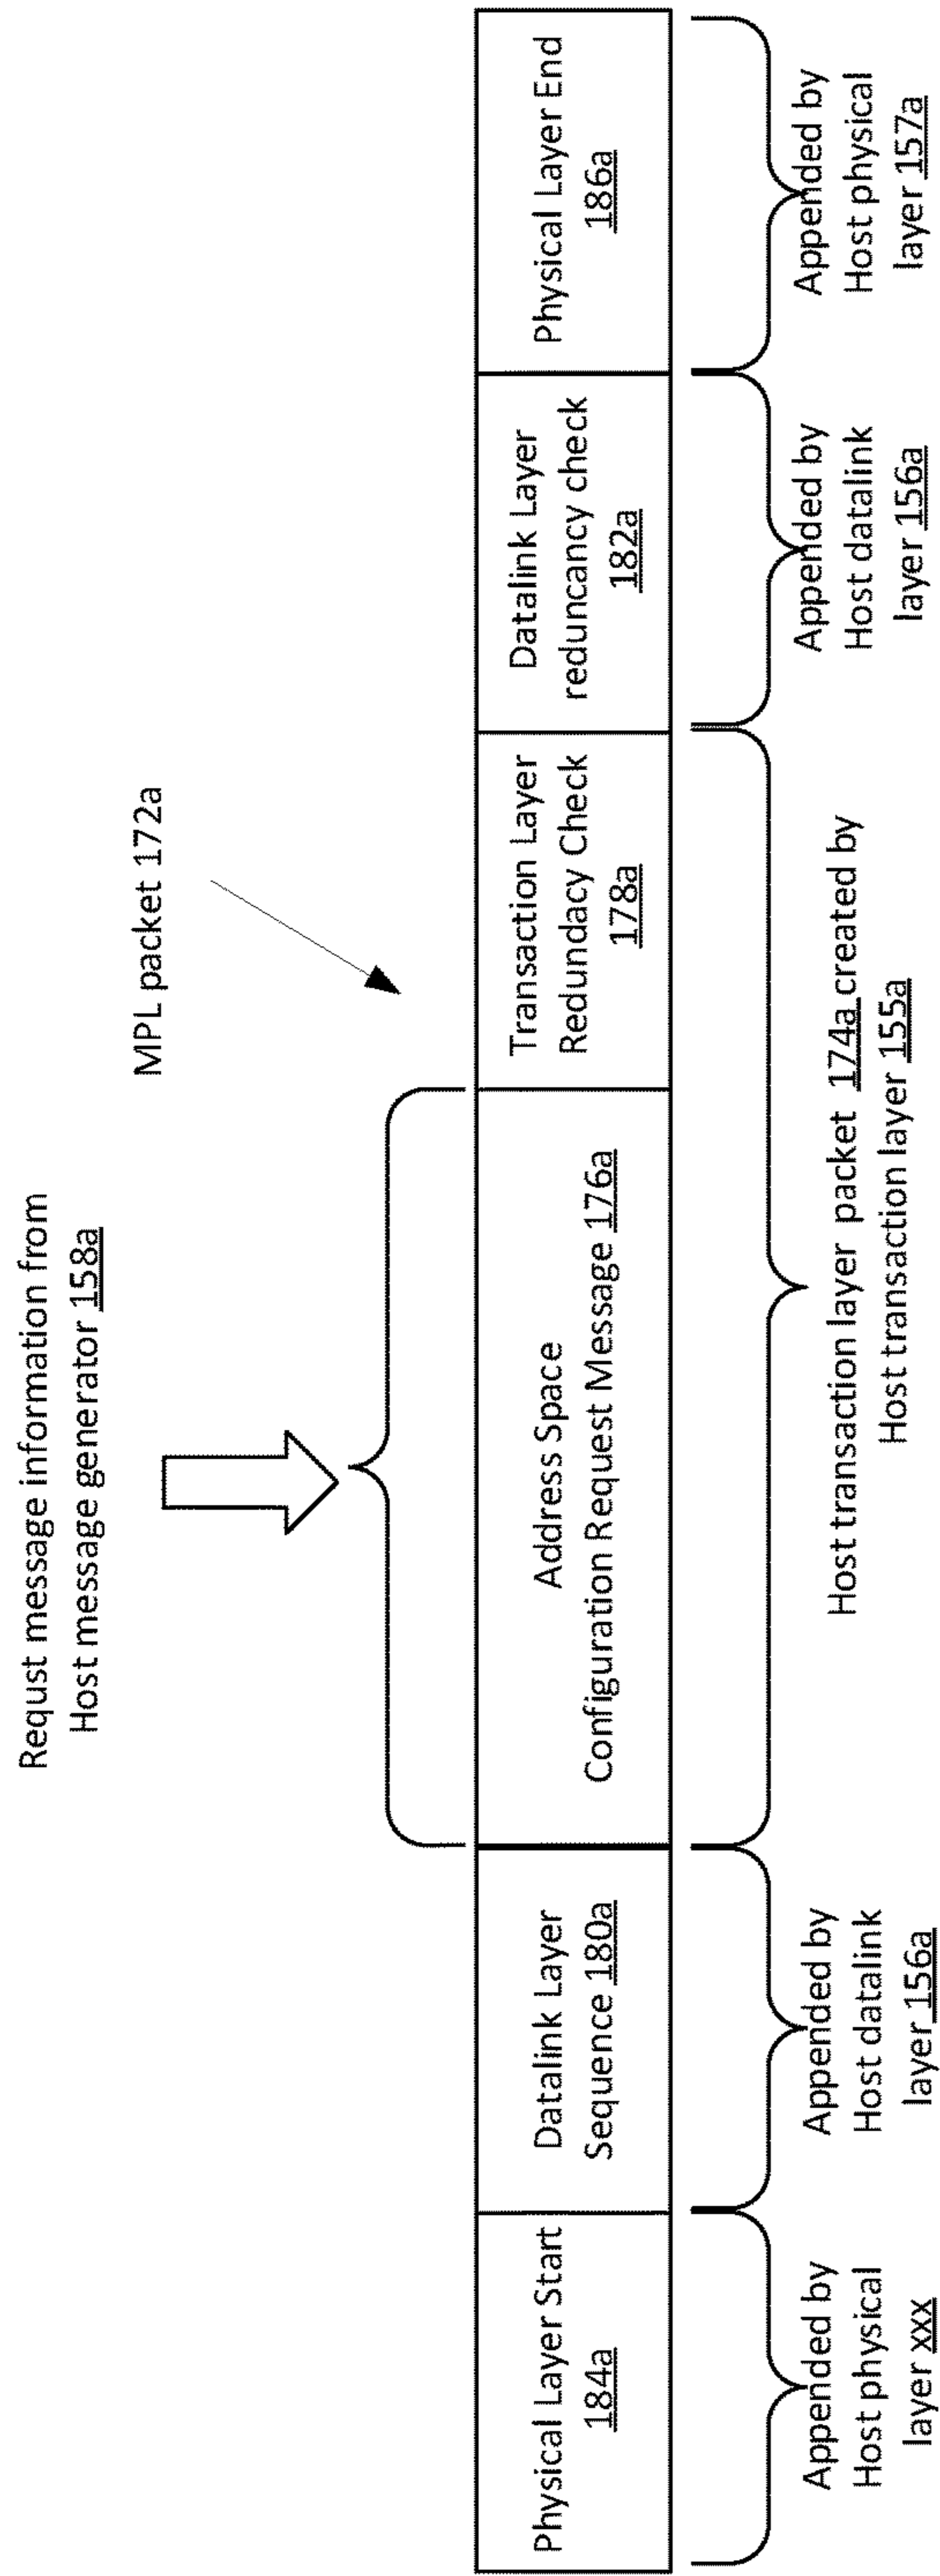 Requst message information from
Host message generator 158a
MPL packet 172a
Physical Layer Start
184a
Datalink Layer
Sequence 180a
Address Space
Configuration Request Message 176a
Transaction Layer
Redundacy Check
178a
Datalink Layer
reduncancy check
182a
Physical Layer End
186a
Appended by
Host physical
layer xxx
Appended by
Host datalink
layer 156a
Host transaction layer packet 174a created by
Host transaction layer 155a
Appended by
Host datalink
layer 156a
Appended by
Host physical
layer 157a